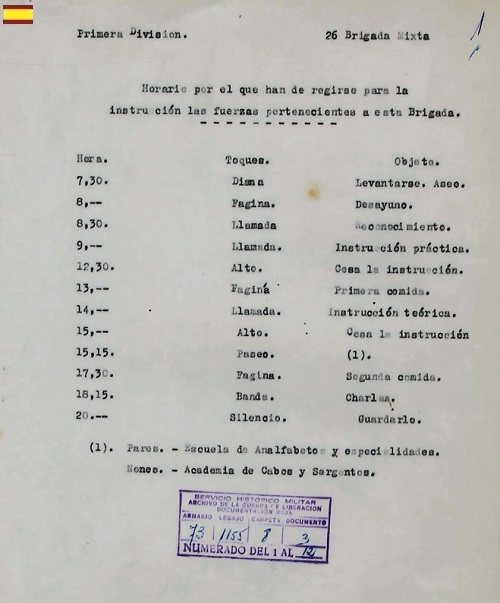 Primera Division. 26 Brigada Mixta
Horario por el que han de regirse para la
instrucción las fuerzas pertenecientes a esta Brigada.
Hora. Toques. Objeto.
7,30. Diana Levantarse. Aseo.
8,-- Fagina. Desayuno.
8,30. Llamada Reconocimiento.
9,-- Llamada. Instrucción práctica.
12,30. Alto. Cesa la instrucción.
13,-- Fagina Primera comida.
14,-- Llamada. Instrucción teórica.
15,-- Alto. Cesa la instrucción
15,15. Paseo. (1).
17,30. Fagina. Segunda comida.
18,15. Banda. Charlas.
20.-- Silencio. Guardarlo.
(1). Pares. - Escuela de Analfabetos y especialidades.
Nones. - Academia de Cabos y Sargentos.
SERVICIO HISTORICO MILITAR
ARCHIVO DE LA GUERRA DE LIBERACION
DOCUMENTACION ROJA
ARMARIO LEGAJO CARPETA DOCUMENTO
73 1155 8 3
NUMERADO DEL 1 AL 12